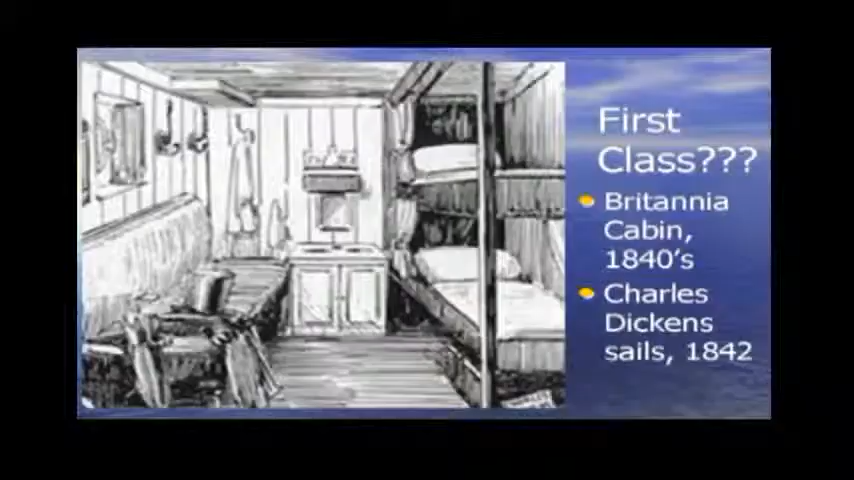 First
Class???
Britannia
Cabin,
1840's
Charles
Dickens
sails, 1842